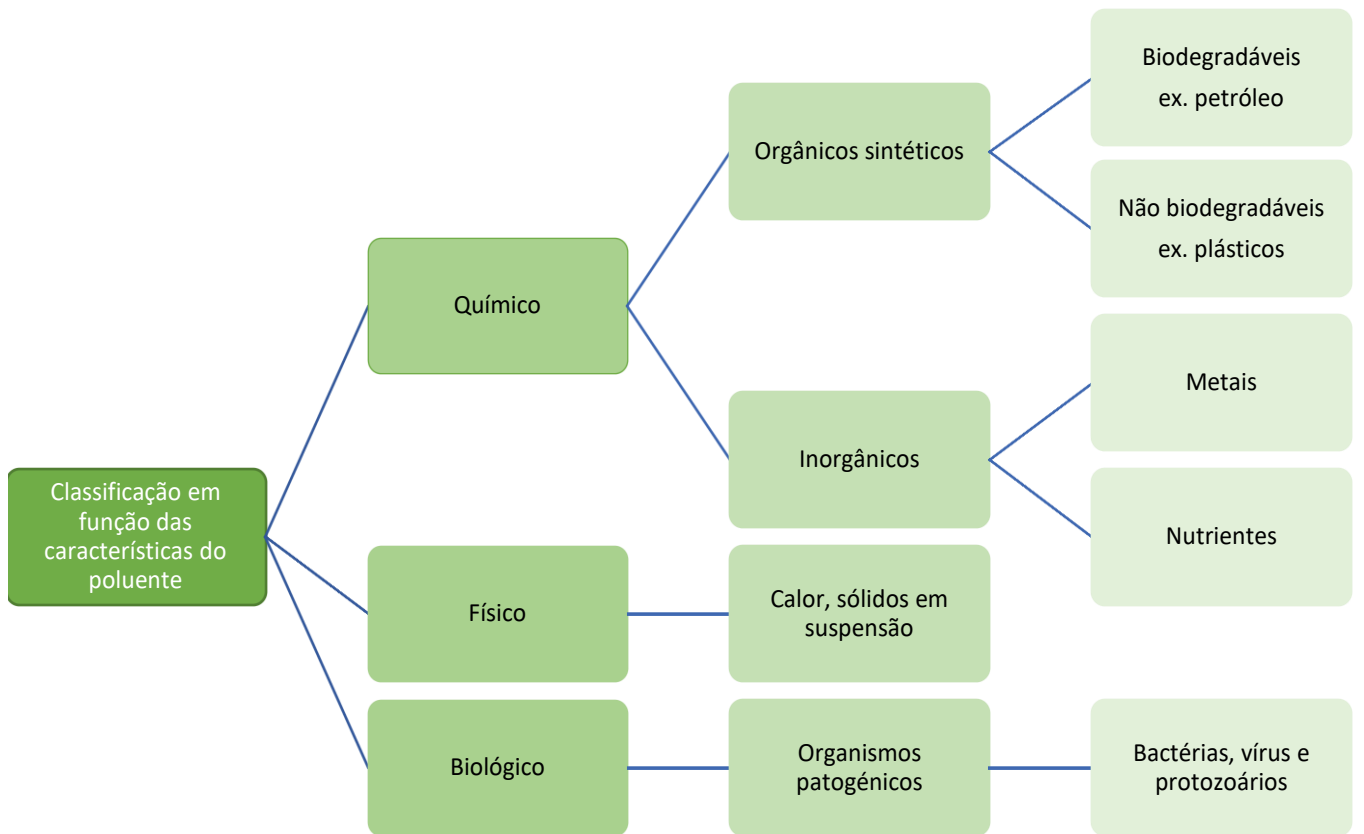 Classificação em
função das
características do
poluente
Químico
Orgânicos sintéticos
Biodegradáveis
ex. petróleo
Não biodegradáveis
ex. plásticos
Inorgânicos
Metais
Nutrientes
Físico
Calor, sólidos em
suspensão
Biológico
Organismos
patogénicos
Bactérias, vírus e
protozoários